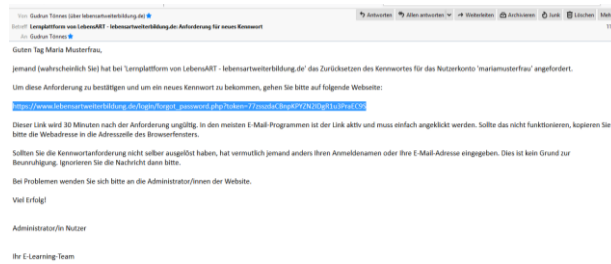 Von Gudrun Tönnes (über lebensartweiterbildung.de)
Antworten Allen antworten Weiterleiten Archivieren Junk Löschen
Betreff Lernplattform von LebensART - lebensartweiterbildung.de: Anforderung für neues Kennwort
An Gudrun Tönnes
Guten Tag Maria Musterfrau,
jemand (wahrscheinlich Sie) hat bei 'Lernplattform von LebensART - lebensartweiterbildung.de' das Zurücksetzen des Kennwortes für das Nutzerkonto 'mariamusterfrau' angefordert.
Um diese Anforderung zu bestätigen und um ein neues Kennwort zu bekommen, gehen Sie bitte auf folgende Webseite:
Dieser Link wird 30 Minuten nach der Anforderung ungültig. In den meisten E-Mail-Programmen ist der Link aktiv und muss einfach angeklickt werden. Sollte das nicht funktionieren, kopieren Sie
bitte die Webadresse in die Adresszeile des Browserfensters.
Sollten Sie die Kennwortanforderung nicht selber ausgelöst haben, hat vermutlich jemand anders Ihren Anmeldenamen oder Ihre E-Mail-Adresse eingegeben. Dies ist kein Grund zur
Beunruhigung. Ignorieren Sie die Nachricht dann bitte.
Bei Problemen wenden Sie sich bitte an die Administrator/innen der Website.
Viel Erfolg!
Administrator/in Nutzer
Ihr E-Learning-Team